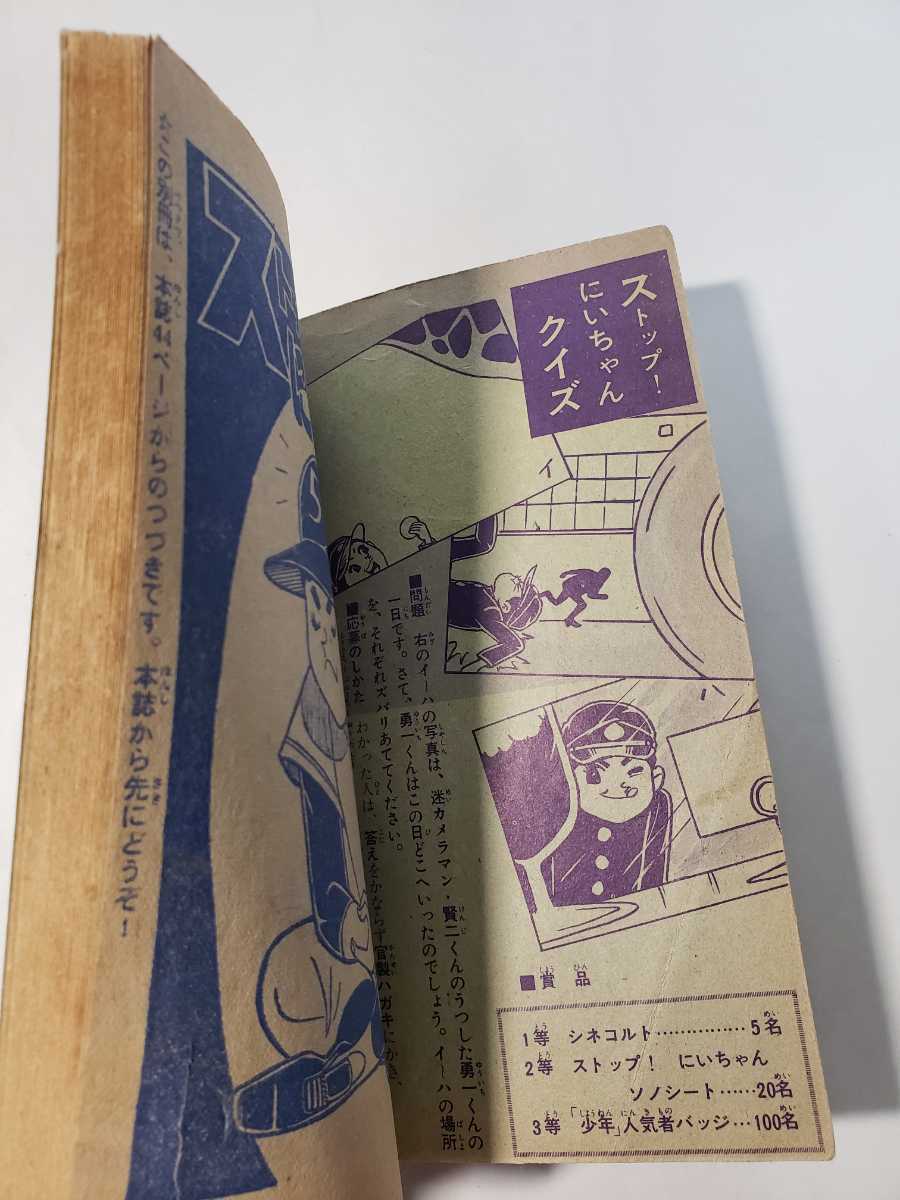 ストップ!
にいちゃん
クイズ
イ
ロ
ハ
■問題　右のイーハの写真は、迷カメラマン・賢二くんのうつした勇一くんの
一日です。さて、勇一くんはこの日どこへいったのでしょう。イーハの場所
を、それぞれズバリあててください。
■応募のしかた　わかった人は、答えをかならず官製ハガキにかき、
■賞品
1等 シネコルト……………5名
2等 ストップ! にいちゃん
ソノシート……20名
3等 「少年」人気者バッジ…100名
☆この別冊は、本誌44ページからのつづきです。本誌から先にどうぞ!
ス